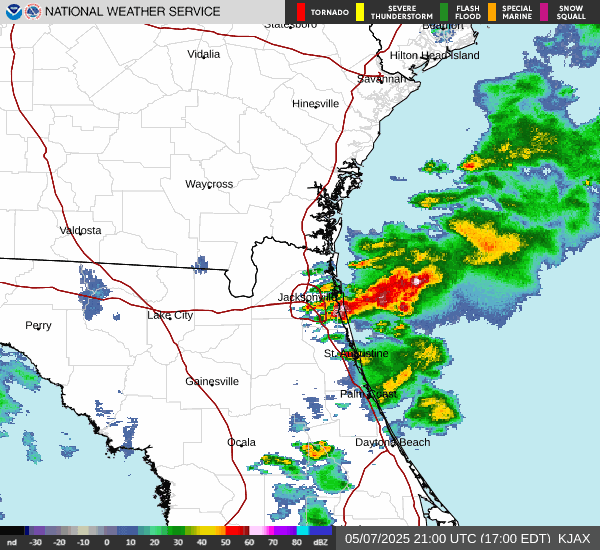 NATIONAL WEATHER SERVICE
TORNADO
SEVERE THUNDERSTORM
FLASH FLOOD
SPECIAL MARINE
SNOW SQUALL
Statesboro
Beaufort
Vidalia
Hilton Head Island
Savannah
Hinesville
Waycross
Valdosta
Jacksonville
Lake City
Perry
St. Augustine
Gainesville
Palm Coast
Ocala
Daytona Beach
nd -30 -20 -10 0 10 20 30 40 50 60 70 80 dBZ
05/07/2025 21:00 UTC (17:00 EDT) KJAX